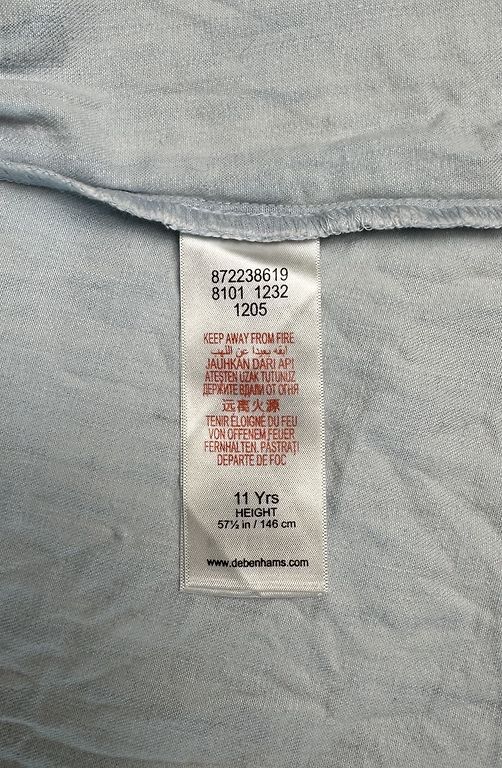 872238619
8101 1232
1205
KEEP AWAY FROM FIRE
ابقه بعيداً عن اللهب
JAUHKAN DARI API
ATEŞTEN UZAK TUTUNUZ
ДЕРЖИТЕ ВДАЛИ ОТ ОГНЯ
远离火源
TENIR ÉLOIGNÉ DU FEU
VON OFFENEM FEUER
FERNHALTEN, PĂSTRAȚI
DEPARTE DE FOC
11 Yrs
HEIGHT
57½ in / 146 cm
www.debenhams.com